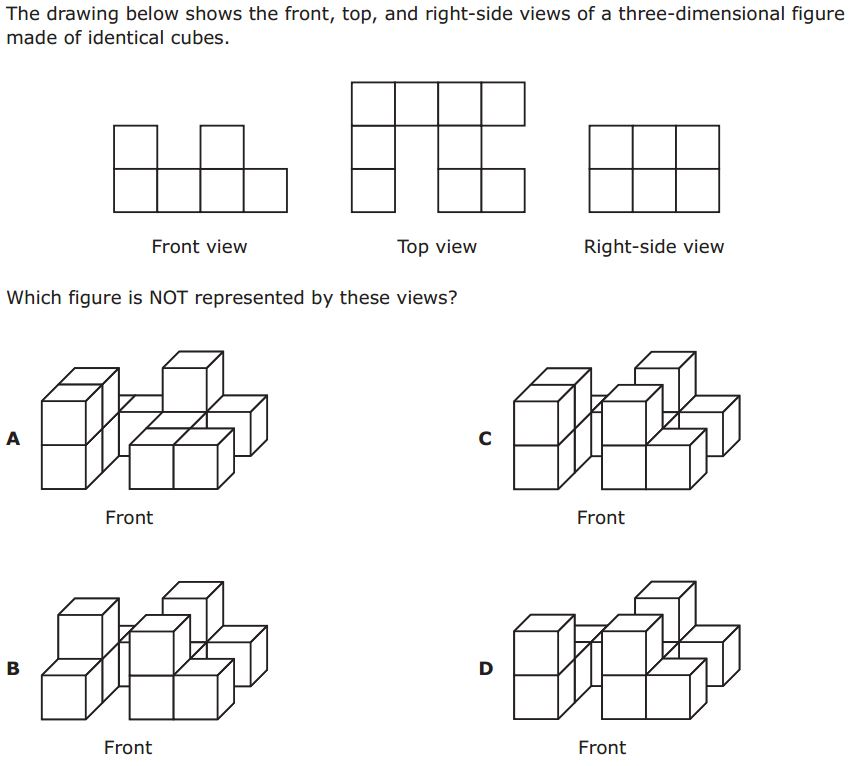 The drawing below shows the front, top, and right-side views of a three-dimensional figure
made of identical cubes.
Front view
Top view
Right-side view
Which figure is NOT represented by these views?
A
Front
C
Front
B
Front
D
Front